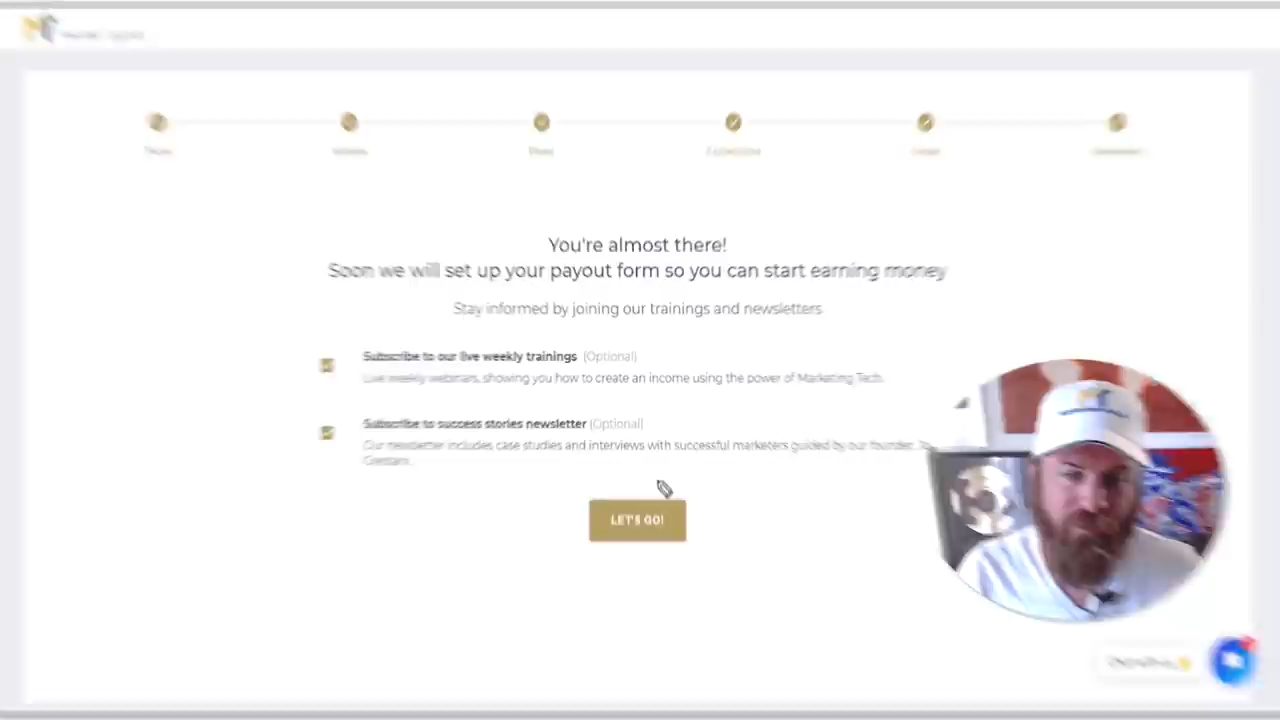 You're almost there!
Soon we will set up your payout form so you can start earning money
Stay informed by joining our trainings and newsletters
Subscribe to our live weekly trainings (Optional)
Live weekly webinars, showing you how to create an income using the power of Marketing Tech.
Subscribe to success stories newsletter (Optional)
Our newsletter includes case studies and interviews with successful marketers guided by our founder,
LET'S GO!